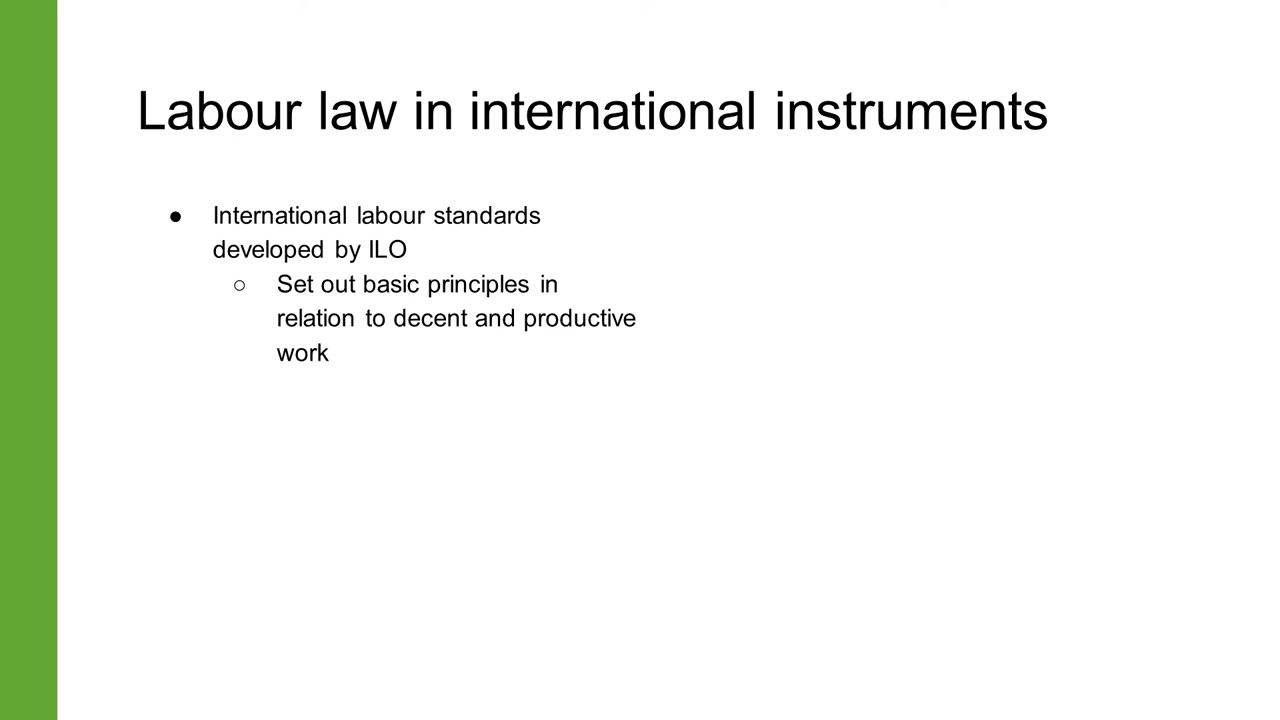 Labour law in international instruments
● International labour standards
developed by ILO
○ Set out basic principles in
relation to decent and productive
work